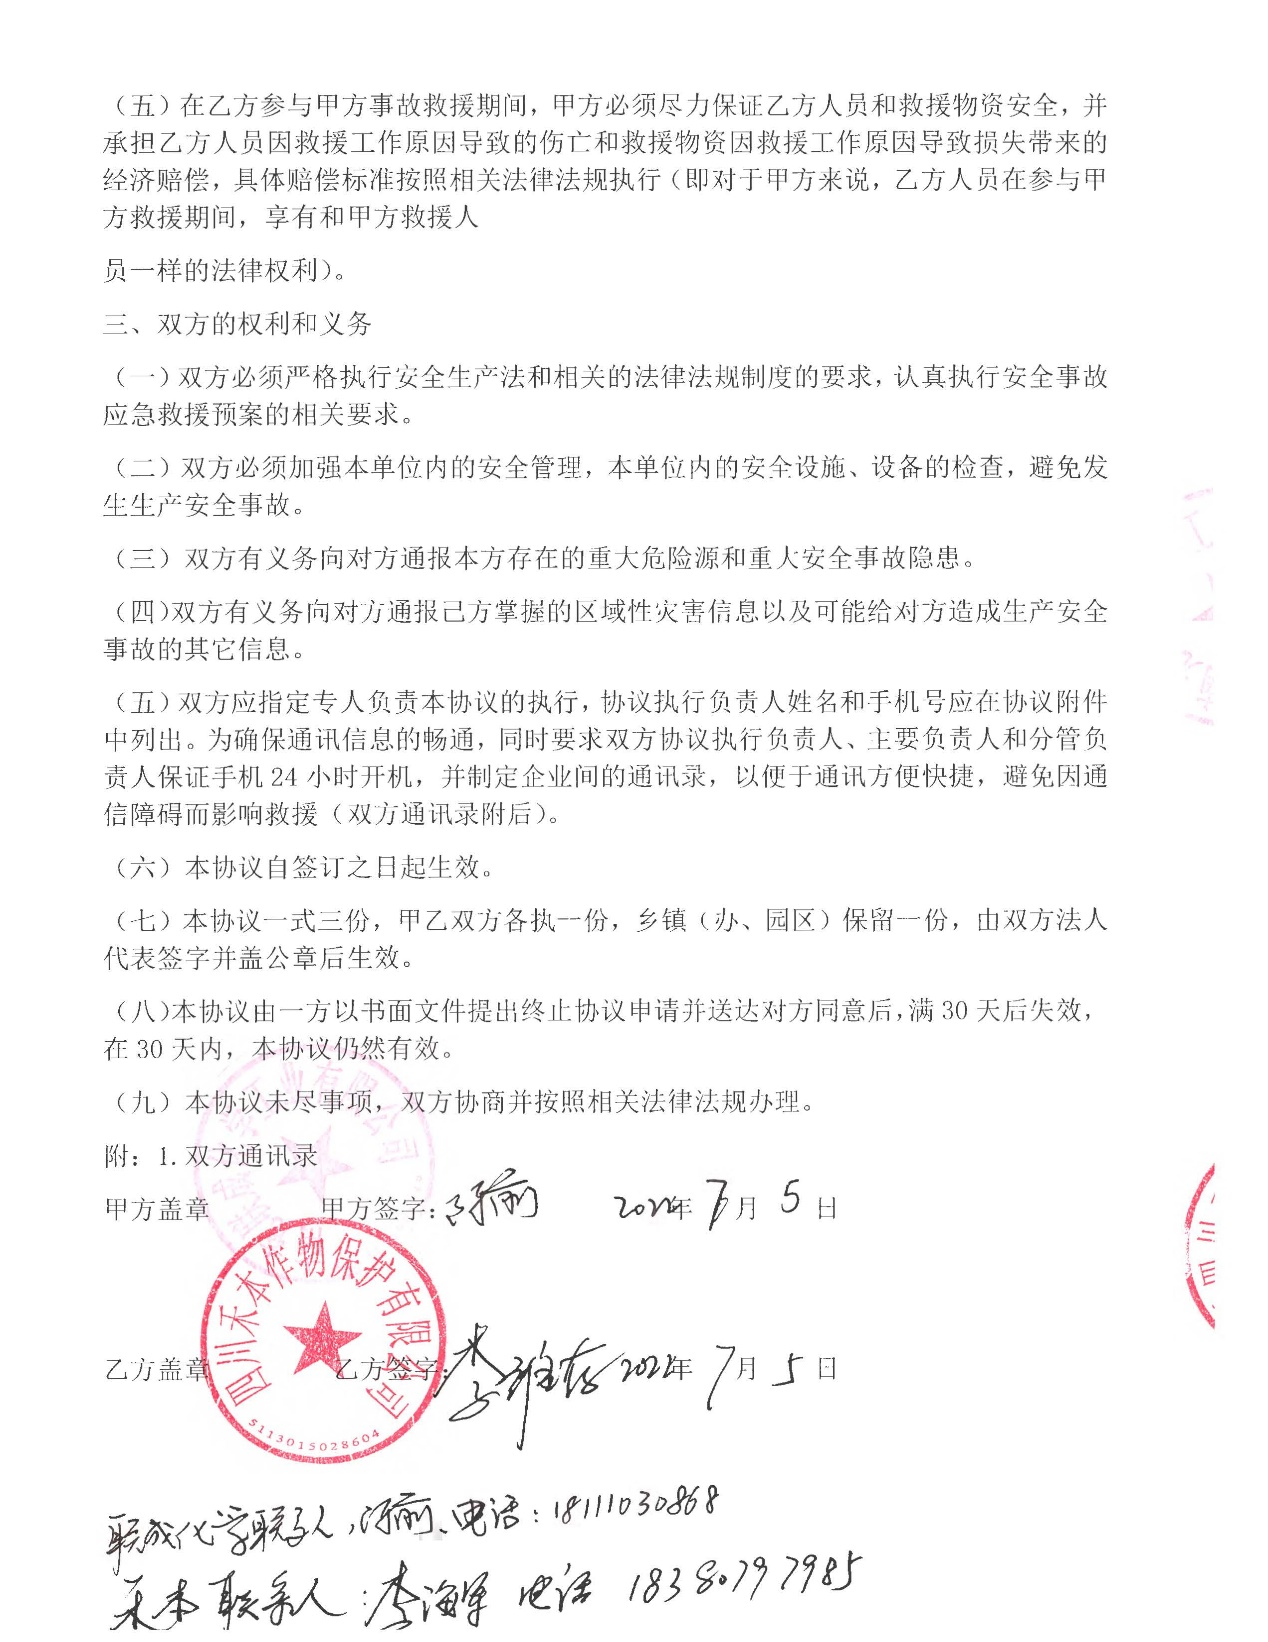 （五）在乙方参与甲方事故救援期间，甲方必须尽力保证乙方人员和救援物资安全，并
承担乙方人员因救援工作原因导致的伤亡和救援物资因救援工作原因导致损失带来的
经济赔偿，具体赔偿标准按照相关法律法规执行（即对于甲方来说，乙方人员在参与甲
方救援期间，享有和甲方救援人
员一样的法律权利）。
三、双方的权利和义务
（一）双方必须严格执行安全生产法和相关的法律法规制度的要求，认真执行安全事故
应急救援预案的相关要求。
（二）双方必须加强本单位内的安全管理，本单位内的安全设施、设备的检查，避免发
生生产安全事故。
（三）双方有义务向对方通报本方存在的重大危险源和重大安全事故隐患。
（四）双方有义务向对方通报己方掌握的区域性灾害信息以及可能给对方造成生产安全
事故的其它信息。
（五）双方应指定专人负责本协议的执行，协议执行负责人姓名和手机号应在协议附件
中列出。为确保通讯信息的畅通，同时要求双方协议执行负责人、主要负责人和分管负
责人保证手机 24 小时开机，并制定企业间的通讯录，以便于通讯方便快捷，避免因通
信障碍而影响救援（双方通讯录附后）。
（六）本协议自签订之日起生效。
（七）本协议一式三份，甲乙双方各执一份，乡镇（办、园区）保留一份，由双方法人
代表签字并盖公章后生效。
（八）本协议由一方以书面文件提出终止协议申请并送达对方同意后，满 30 天后失效，
在 30 天内，本协议仍然有效。
（九）本协议未尽事项，双方协商并按照相关法律法规办理。
附：1. 双方通讯录
甲方盖章 甲方签字： 2022年 7月 5日
四川禾本作物保护有限公司
乙方盖章 乙方签字： 2022年 7月 5日
5113015028604
联成化学联系人， 电话：18111030868
禾本联系人：李海军 电话 18380797985